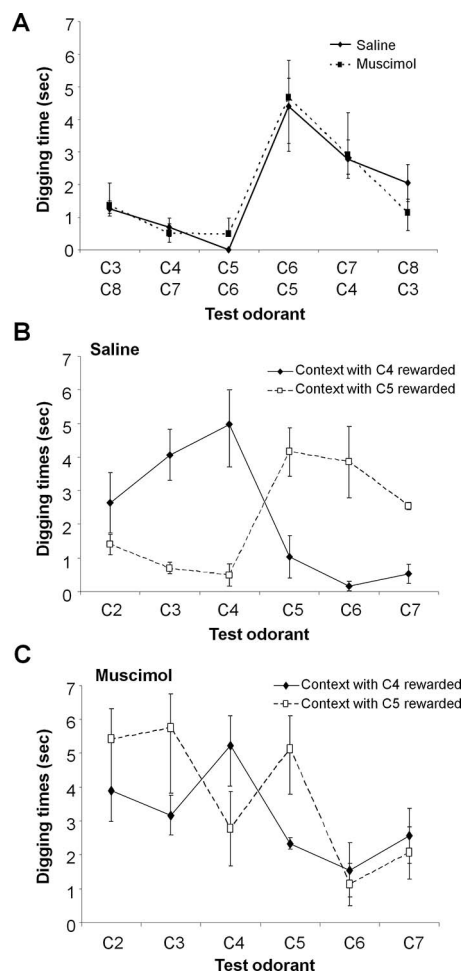 A
Digging time (sec)
7
6
5
4
3
2
1
0
Saline
Muscimol
C3 C4 C5 C6 C7 C8
C8 C7 C6 C5 C4 C3
Test odorant
B
Saline
Digging times (sec)
7
6
5
4
3
2
1
0
Context with C4 rewarded
Context with C5 rewarded
C2 C3 C4 C5 C6 C7
Test odorant
C
Muscimol
Digging times (sec)
7
6
5
4
3
2
1
0
Context with C4 rewarded
Context with C5 rewarded
C2 C3 C4 C5 C6 C7
Test odorant